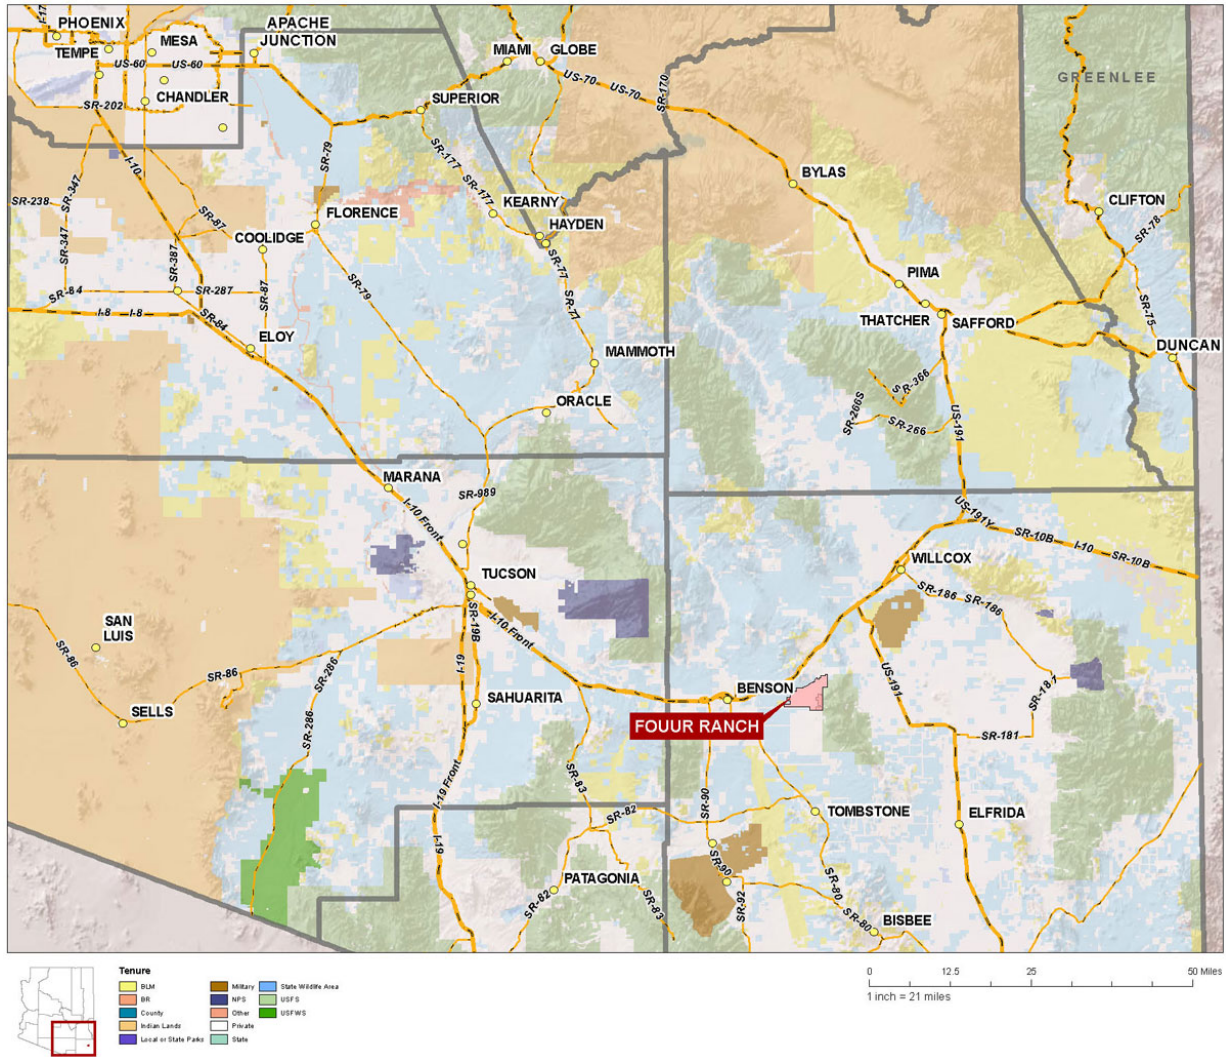 I-17
PHOENIX
APACHE
JUNCTION
MESA
TEMPE
US-60
US-60
CHANDLER
SR-202
MIAMI
GLOBE
US-70
US-70
SR-170
SUPERIOR
GREENLEE
I-10
SR-79
SR-177
SR-177
BYLAS
SR-347
SR-238
SR-347
SR-87
FLORENCE
KEARNY
HAYDEN
CLIFTON
SR-78
COOLIDGE
SR-387
SR-77
SR-77
SR-79
PIMA
SR-84
SR-287
SR-87
I-8
I-8
SR-84
THATCHER
SAFFORD
SR-75
ELOY
MAMMOTH
DUNCAN
SR-366
ORACLE
SR-266S
SR-266
US-191
MARANA
SR-989
I-10 Front
US-191Y
SR-10B
I-10
SR-10B
WILLCOX
TUCSON
SR-186
SR-186
SR-19B
I-10 Front
SAN
LUIS
SR-86
SR-86
SR-286
I-19
BENSON
US-191
SR-181
SELLS
SAHUARITA
FOUUR RANCH
SR-286
SR-181
I-19 Front
SR-83
SR-90
SR-82
TOMBSTONE
ELFRIDA
I-19
SR-90
PATAGONIA
SR-82
SR-83
SR-92
SR-80
SR-80
BISBEE
Tenure
BLM
BR
County
Indian Lands
Local or State Parks
Military
NPS
Other
Private
State
State Wildlife Area
USFS
USFWS
0 12.5 25 50 Miles
1 inch = 21 miles